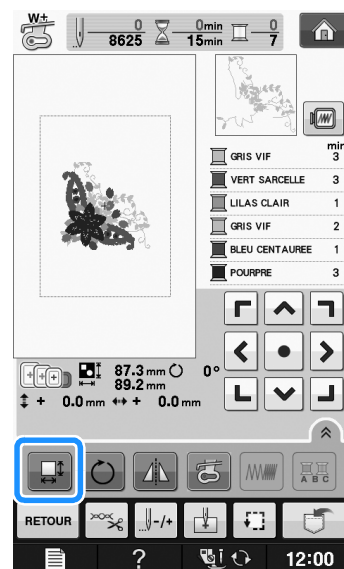 W+
0 0min 0
8625 15min 7
min
GRIS VIF 3
VERT SARCELLE 3
LILAS CLAIR 1
GRIS VIF 2
BLEU CENTAUREE 1
POURPRE 3
87.3 mm 0°
89.2 mm
+ 0.0 mm + 0.0 mm
A B C
RETOUR -/+
? 12:00